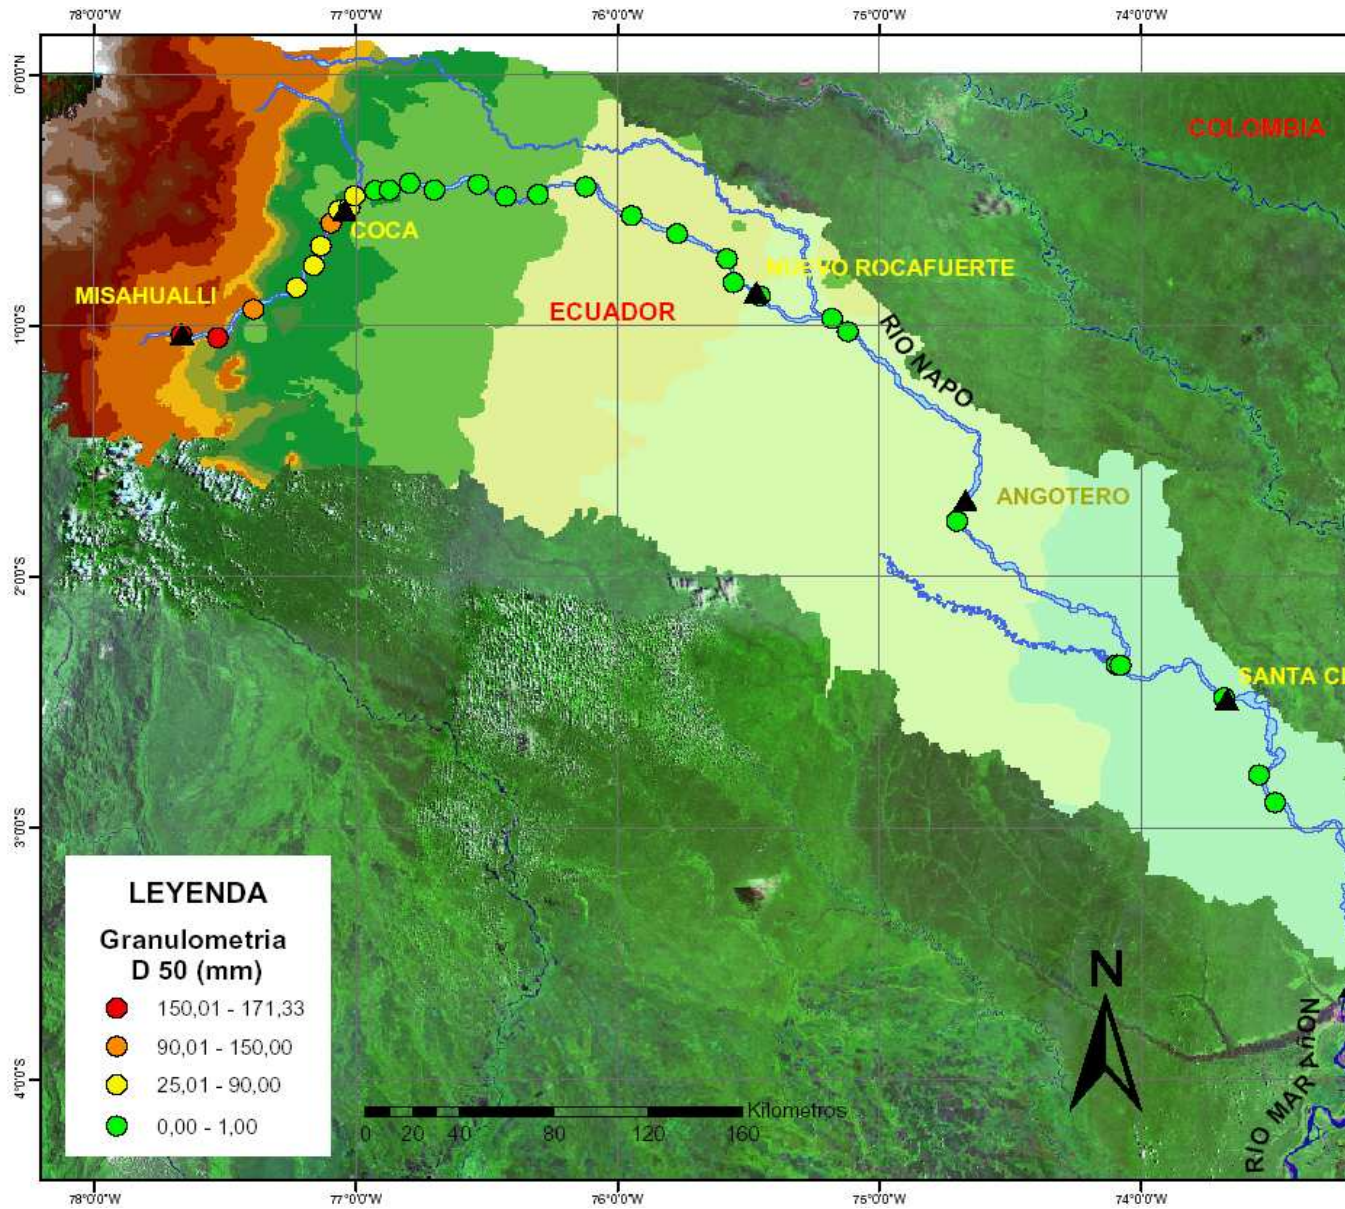 78°0'0"W 77°0'0"W 76°0'0"W 75°0'0"W 74°0'0"W
0°0'0"N
COLOMBIA
COCA
NUEVO ROCAFUERTE
MISAHUALLI
ECUADOR
1°0'0"S
RIO NAPO
ANGOTERO
2°0'0"S
SANTA CL
3°0'0"S
LEYENDA
Granulometria
D 50 (mm)
150,01 - 171,33
90,01 - 150,00
25,01 - 90,00
0,00 - 1,00
N
4°0'0"S
Kilometros
0 20 40 80 120 160
RIO MARAÑON
78°0'0"W 77°0'0"W 76°0'0"W 75°0'0"W 74°0'0"W